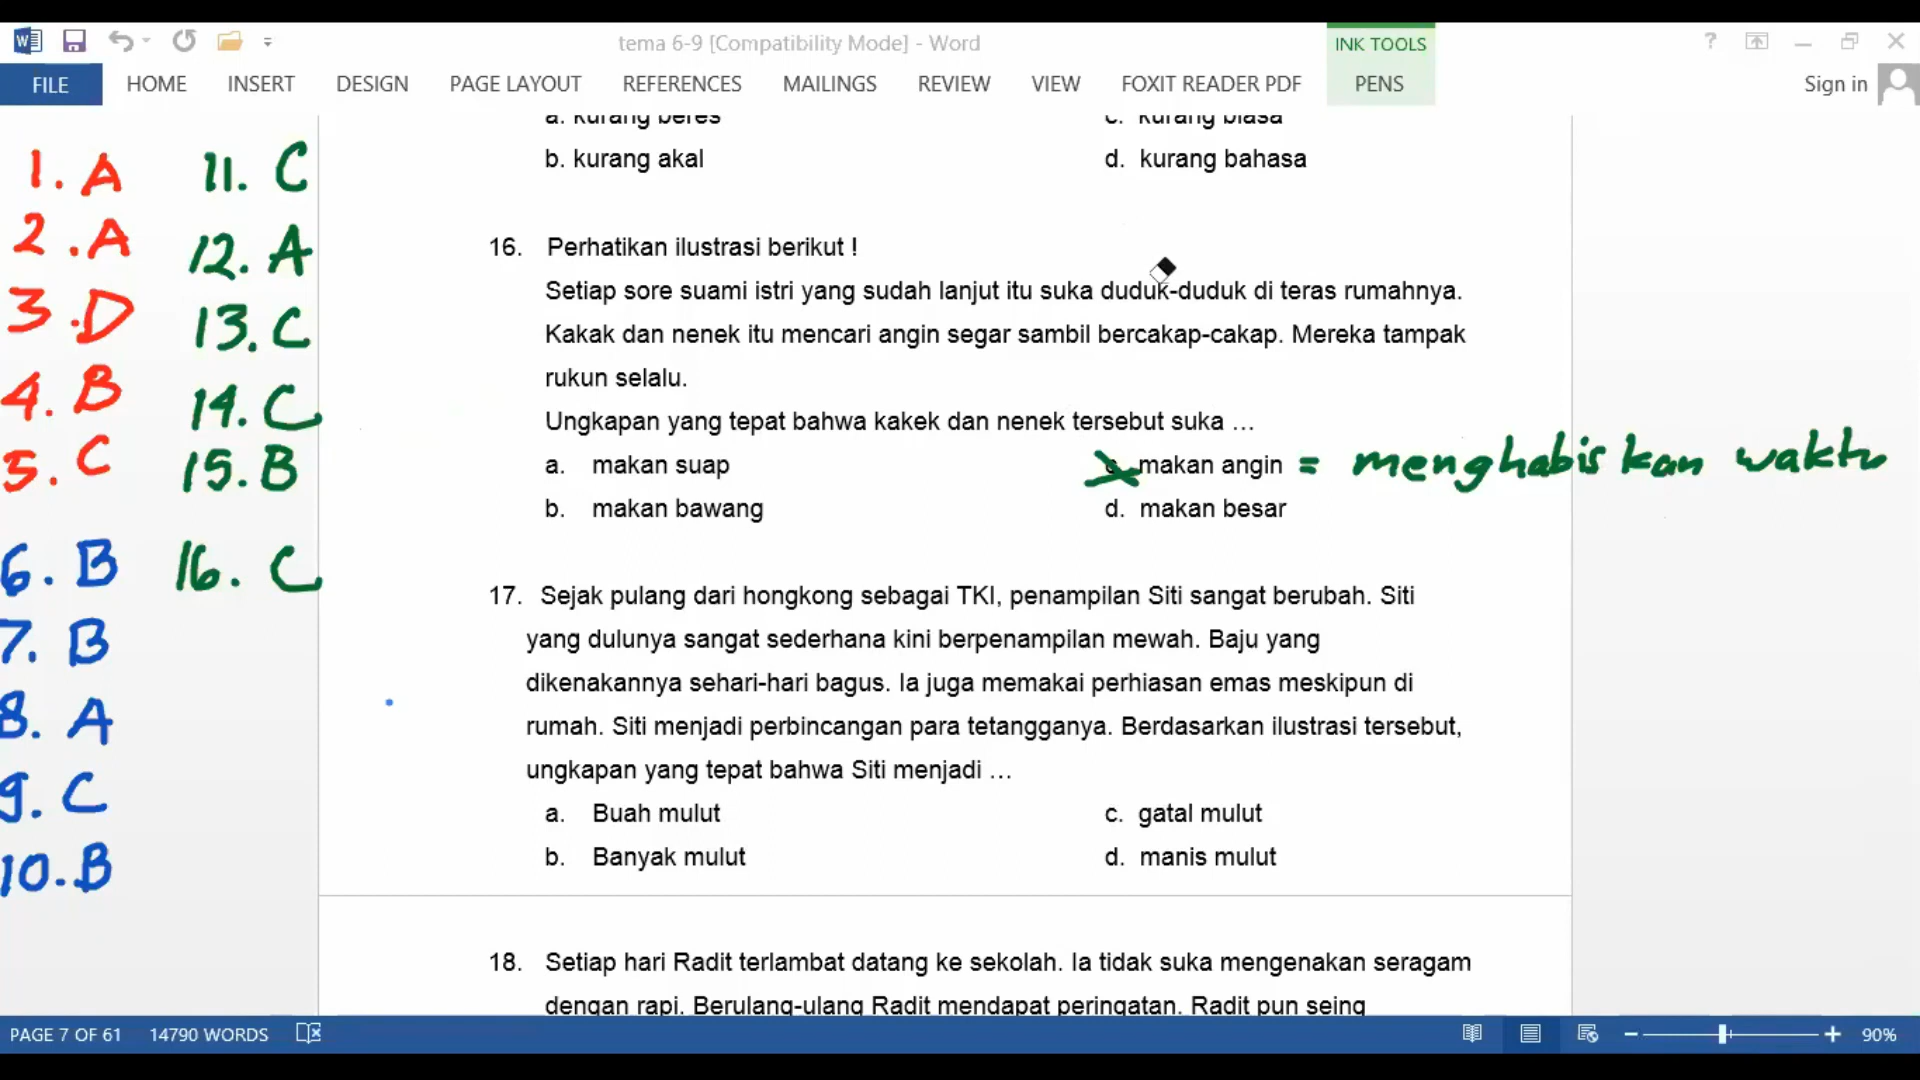 tema 6-9 [Compatibility Mode] - Word
INK TOOLS
FILE HOME INSERT DESIGN PAGE LAYOUT REFERENCES MAILINGS REVIEW VIEW FOXIT READER PDF PENS Sign in
a. kurang beres c. kurang biasa
b. kurang akal d. kurang bahasa
16. Perhatikan ilustrasi berikut !
Setiap sore suami istri yang sudah lanjut itu suka duduk-duduk di teras rumahnya.
Kakak dan nenek itu mencari angin segar sambil bercakap-cakap. Mereka tampak
rukun selalu.
Ungkapan yang tepat bahwa kakek dan nenek tersebut suka ...
a. makan suap c. makan angin = menghabiskan waktu
b. makan bawang d. makan besar
17. Sejak pulang dari hongkong sebagai TKI, penampilan Siti sangat berubah. Siti
yang dulunya sangat sederhana kini berpenampilan mewah. Baju yang
dikenakannya sehari-hari bagus. Ia juga memakai perhiasan emas meskipun di
rumah. Siti menjadi perbincangan para tetangganya. Berdasarkan ilustrasi tersebut,
ungkapan yang tepat bahwa Siti menjadi ...
a. Buah mulut c. gatal mulut
b. Banyak mulut d. manis mulut
18. Setiap hari Radit terlambat datang ke sekolah. Ia tidak suka mengenakan seragam
dengan rapi. Berulang-ulang Radit mendapat peringatan. Radit pun seing
1. A
2. A
3. D
4. B
5. C
6. B
7. B
8. A
9. C
10. B
11. C
12. A
13. C
14. C
15. B
16. C
PAGE 7 OF 61 14790 WORDS 90%